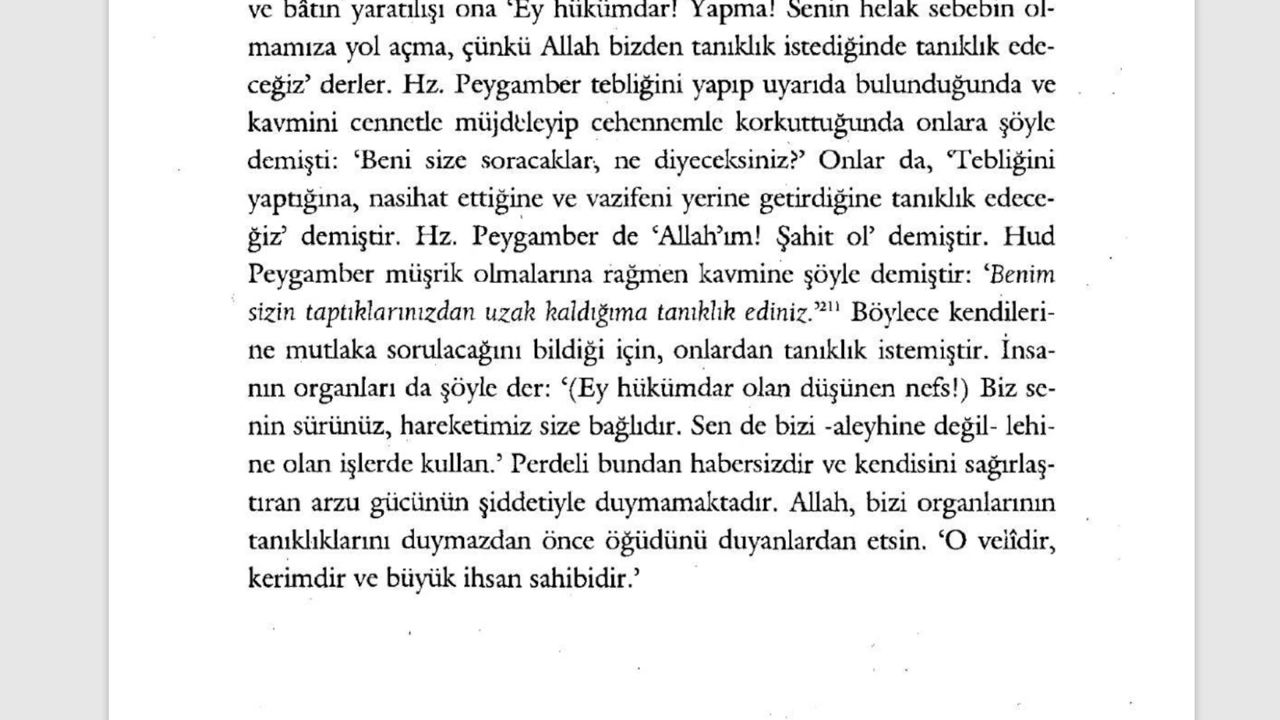 ve bâtın yaratılışı ona ‘Ey hükümdar! Yapma! Senin helak sebebin ol-
mamıza yol açma, çünkü Allah bizden tanıklık istediğinde tanıklık ede-
ceğiz’ derler. Hz. Peygamber tebliğini yapıp uyarıda bulunduğunda ve
kavmini cennetle müjdeleyip cehennemle korkuttuğunda onlara şöyle
demişti: ‘Beni size soracaklar, ne diyeceksiniz?’ Onlar da, ‘Tebliğini
yaptığına, nasihat ettiğine ve vazifeni yerine getirdiğine tanıklık edece-
ğiz’ demiştir. Hz. Peygamber de ‘Allah’ım! Şahit ol’ demiştir. Hud
Peygamber müşrik olmalarına rağmen kavmine şöyle demiştir: ‘Benim
sizin taptıklarınızdan uzak kaldığıma tanıklık ediniz.’²¹¹ Böylece kendileri-
ne mutlaka sorulacağını bildiği için, onlardan tanıklık istemiştir. İnsa-
nın organları da şöyle der: ‘(Ey hükümdar olan düşünen nefs!) Biz se-
nin sürünüz, hareketimiz size bağlıdır. Sen de bizi -aleyhine değil- lehi-
ne olan işlerde kullan.’ Perdeli bundan habersizdir ve kendisini sağırlaş-
tıran arzu gücünün şiddetiyle duymamaktadır. Allah, bizi organlarının
tanıklıklarını duymazdan önce öğüdünü duyanlardan etsin. ‘O velîdir,
kerimdir ve büyük ihsan sahibidir.’